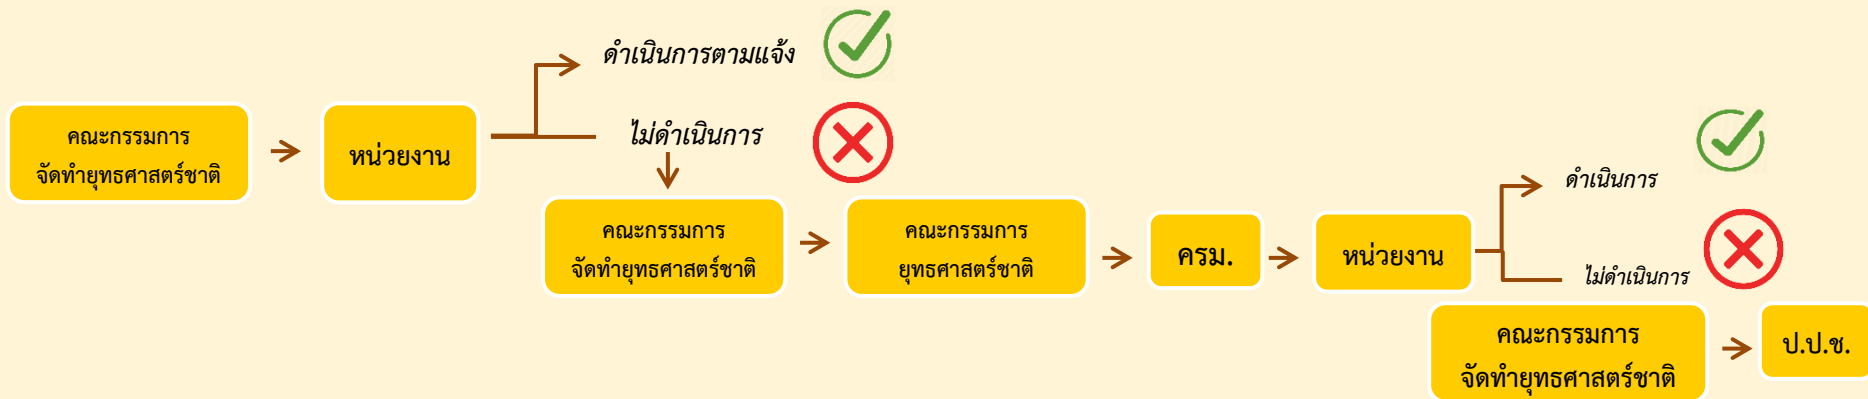 ดำเนินการตามแจ้ง
คณะกรรมการ
จัดทำยุทธศาสตร์ชาติ
หน่วยงาน
ไม่ดำเนินการ
คณะกรรมการ
จัดทำยุทธศาสตร์ชาติ
คณะกรรมการ
ยุทธศาสตร์ชาติ
ครม.
หน่วยงาน
ดำเนินการ
ไม่ดำเนินการ
คณะกรรมการ
จัดทำยุทธศาสตร์ชาติ
ป.ป.ช.